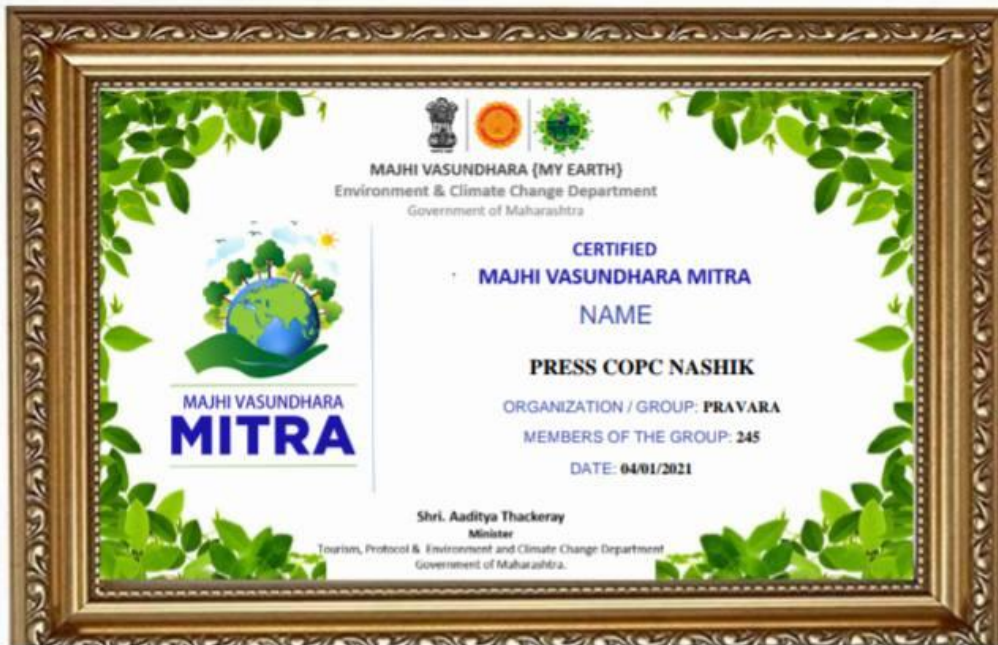 MAJHI VASUNDHARA {MY EARTH}
Environment & Climate Change Department
Government of Maharashtra
CERTIFIED
MAJHI VASUNDHARA MITRA
NAME
PRESS COPC NASHIK
ORGANIZATION / GROUP: PRAVARA
MEMBERS OF THE GROUP: 245
DATE: 04/01/2021
MAJHI VASUNDHARA
MITRA
Shri. Aaditya Thackeray
Minister
Tourism, Protocol & Environment and Climate Change Department
Government of Maharashtra.